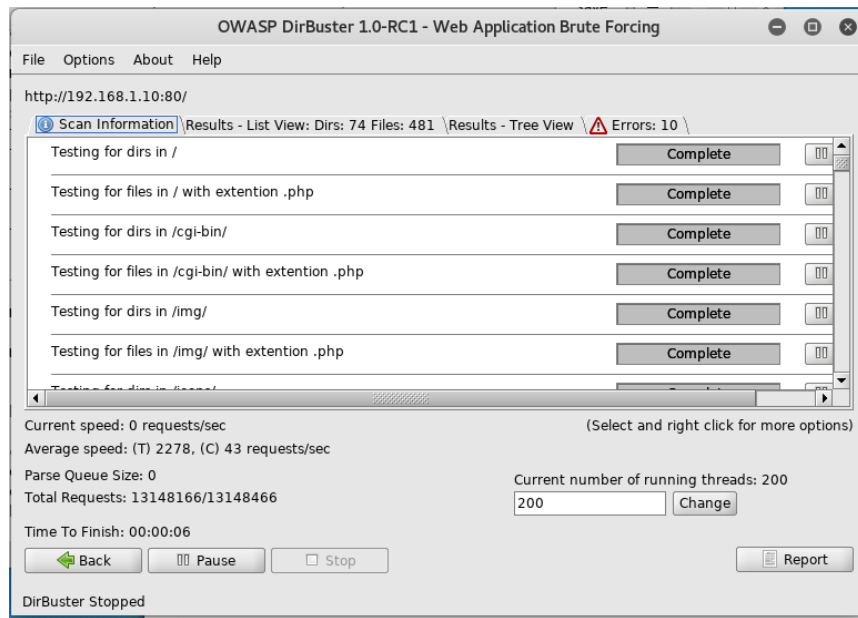 OWASP DirBuster 1.0-RC1 - Web Application Brute Forcing
File Options About Help
http://192.168.1.10:80/
Scan Information Results - List View: Dirs: 74 Files: 481 Results - Tree View Errors: 10
Testing for dirs in / Complete
Testing for files in / with extention .php Complete
Testing for dirs in /cgi-bin/ Complete
Testing for files in /cgi-bin/ with extention .php Complete
Testing for dirs in /img/ Complete
Testing for files in /img/ with extention .php Complete
Current speed: 0 requests/sec (Select and right click for more options)
Average speed: (T) 2278, (C) 43 requests/sec
Parse Queue Size: 0
Current number of running threads: 200
Total Requests: 13148166/13148466
200 Change
Time To Finish: 00:00:06
Back Pause Stop Report
DirBuster Stopped